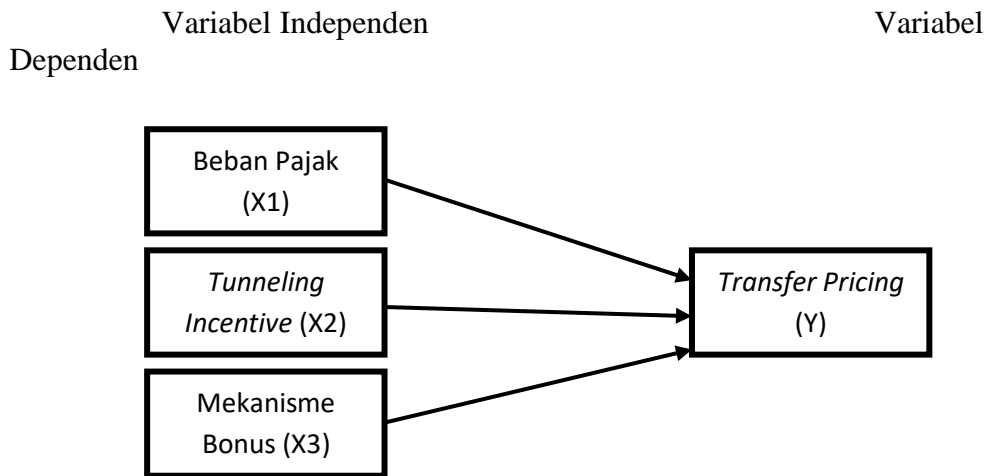 Variabel Independen Variabel
Dependen
Beban Pajak
(X1)
Tunneling
Incentive (X2)
Mekanisme
Bonus (X3)
Transfer Pricing
(Y)